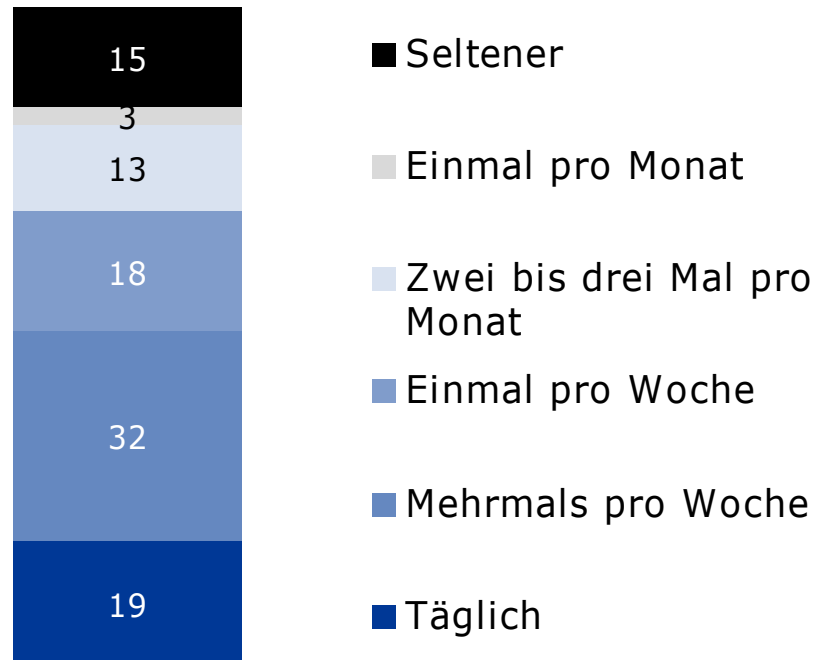 15
Seltener
3
13
Einmal pro Monat
18
Zwei bis drei Mal pro
Monat
Einmal pro Woche
32
Mehrmals pro Woche
19
Täglich